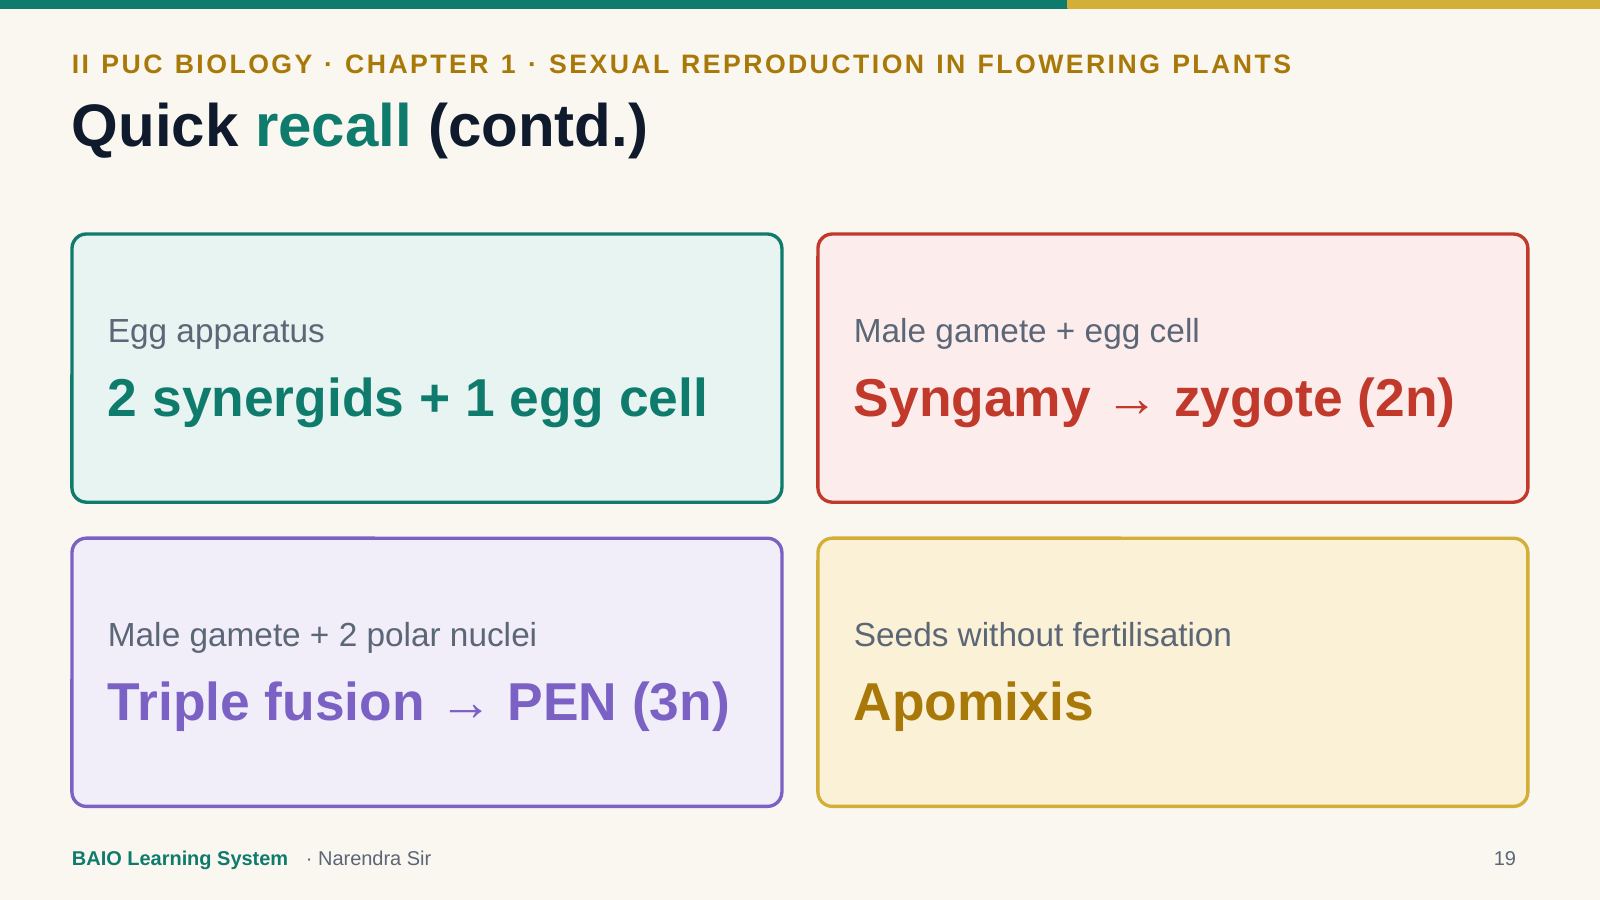 II PUC BIOLOGY · CHAPTER 1 · SEXUAL REPRODUCTION IN FLOWERING PLANTS
Quick recall (contd.)
Egg apparatus
2 synergids + 1 egg cell
Male gamete + egg cell
Syngamy → zygote (2n)
Male gamete + 2 polar nuclei
Triple fusion → PEN (3n)
Seeds without fertilisation
Apomixis
BAIO Learning System · Narendra Sir
19